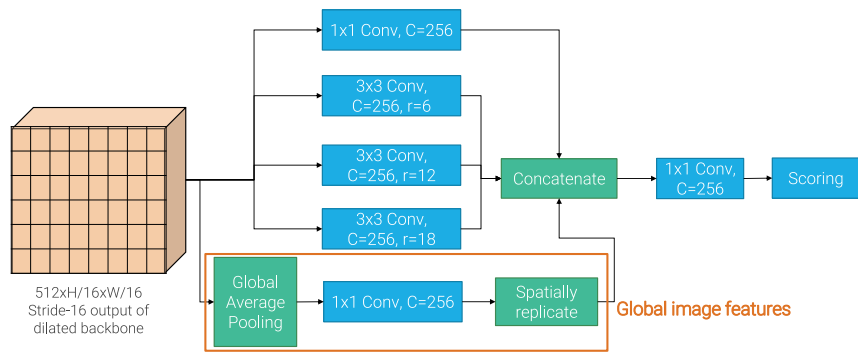 1x1 Conv, C=256
3x3 Conv,
C=256, r=6
3x3 Conv,
C=256, r=12
3x3 Conv,
C=256, r=18
Concatenate
1x1 Conv,
C=256
Scoring
512xH/16xW/16
Stride-16 output of
dilated backbone
Global
Average
Pooling
1x1 Conv, C=256
Spatially
replicate
Global image features